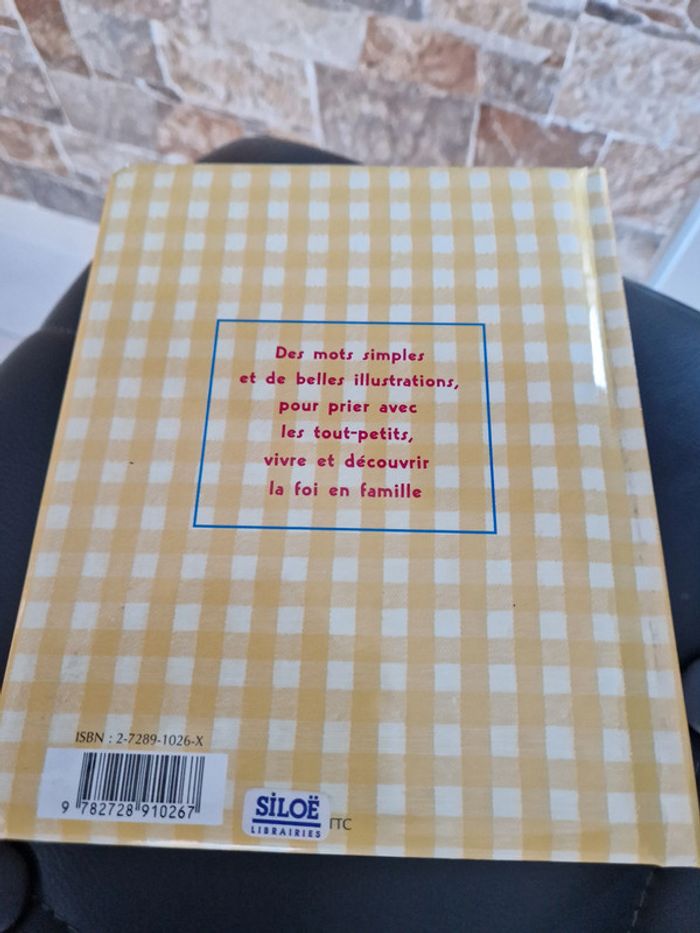 Des mots simples
et de belles illustrations,
pour prier avec
les tout-petits,
vivre et découvrir
la foi en famille
ISBN : 2-7289-1026-X
9 782728 910267
SiLOË
LIBRAIRIES
TTC